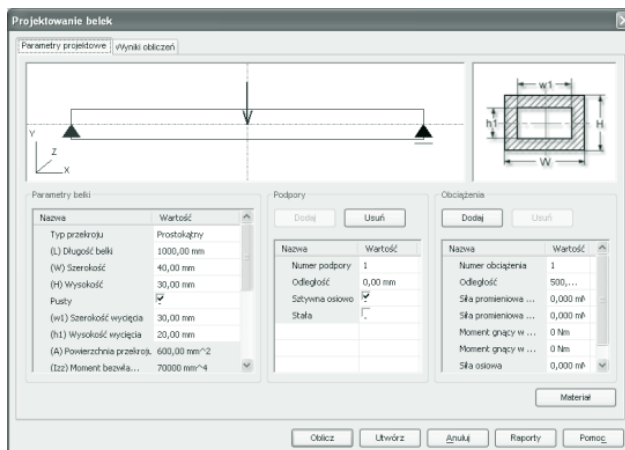 Projektowanie belek
Parametry projektowe Wyniki obliczeń
Y
Z
X
w1
h1
H
W
Parametry belki
Nazwa Wartość
Typ przekroju Prostokątny
(L) Długość belki 1000,00 mm
(W) Szerokość 40,00 mm
(H) Wysokość 30,00 mm
Pusty
(w1) Szerokość wycięcia 30,00 mm
(h1) Wysokość wycięcia 20,00 mm
(A) Powierzchnia przekroju 600,00 mm^2
(Izz) Moment bezwła... 70000 mm^4
Podpory
Dodaj Usuń
Nazwa Wartość
Numer podpory 1
Odległość 0,00 mm
Sztywna osiowo
Stała
Obciążenia
Dodaj Usuń
Nazwa Wartość
Numer obciążenia 1
Odległość 500,...
Siła promieniowa ... 0,000 mN
Siła promieniowa ... 0,000 mN
Moment gnący w ... 0 Nm
Moment gnący w ... 0 Nm
Siła osiowa 0,000 mN
Materiał
Oblicz Utwórz Anuluj Raporty Pomoc